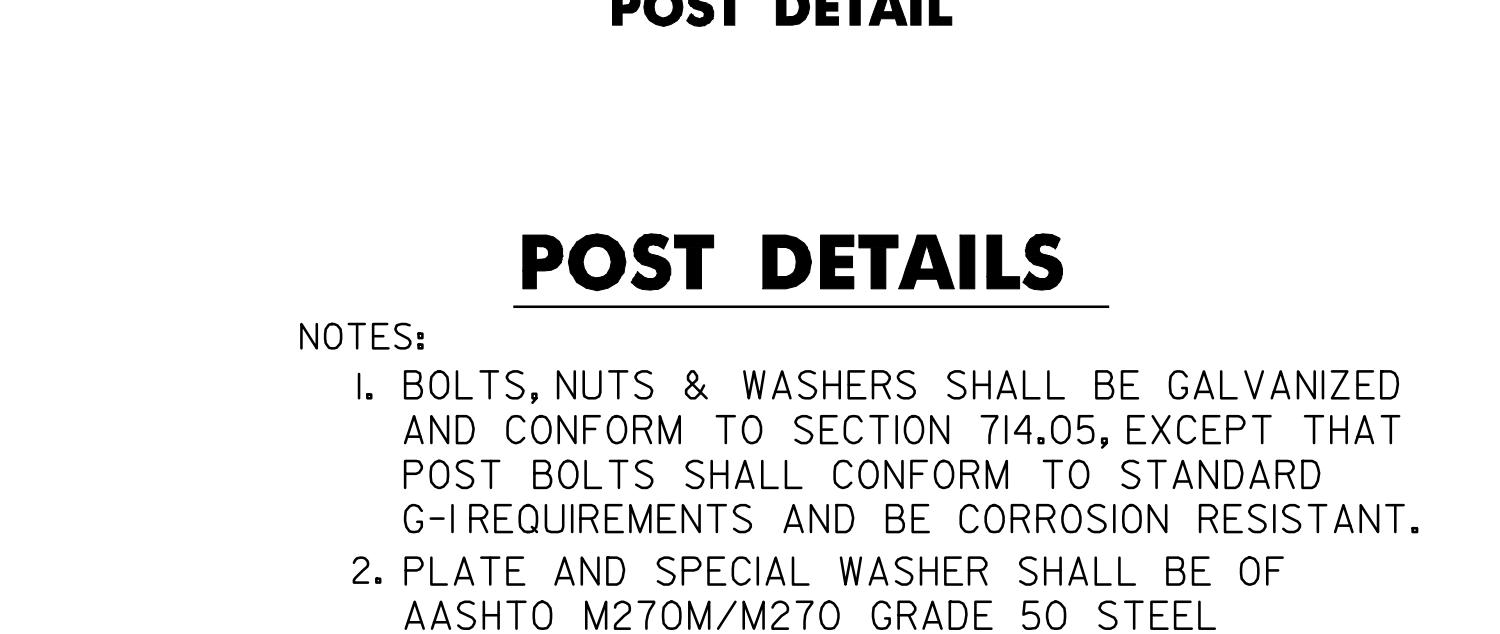 POST DETAIL
POST DETAILS
NOTES:
1. BOLTS, NUTS & WASHERS SHALL BE GALVANIZED
AND CONFORM TO SECTION 714.05, EXCEPT THAT
POST BOLTS SHALL CONFORM TO STANDARD
G-1 REQUIREMENTS AND BE CORROSION RESISTANT.
2. PLATE AND SPECIAL WASHER SHALL BE OF
AASHTO M270M/M270 GRADE 50 STEEL